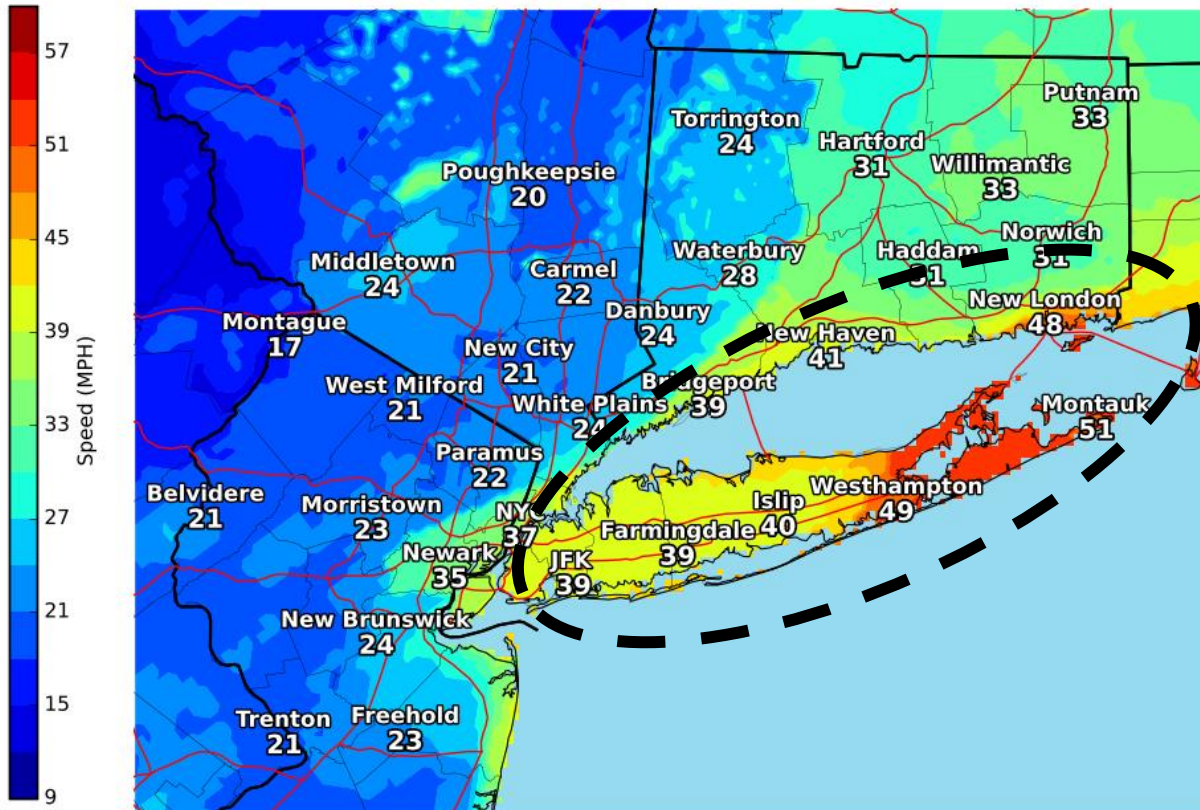 57
51
45
39
33
27
21
15
9
Speed (MPH)
Putnam
33
Torrington
24
Hartford
31
Willimantic
33
Poughkeepsie
20
Norwich
31
Waterbury
28
Haddam
31
Middletown
24
Carmel
22
New London
48
Danbury
24
Montague
17
New Haven
41
New City
21
West Milford
21
Bridgeport
39
White Plains
24
Montauk
51
Paramus
22
Belvidere
21
Morristown
23
Westhampton
49
Islip
40
NYC
37
Farmingdale
39
Newark
35
JFK
39
New Brunswick
24
Trenton
21
Freehold
23